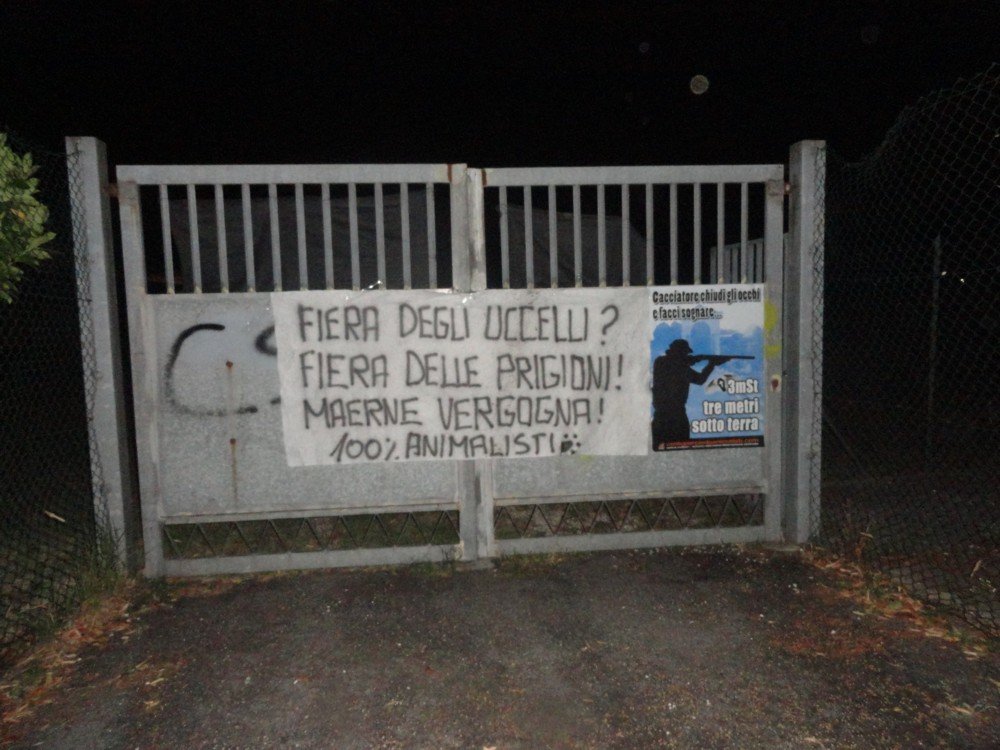 FIERA DEGLI UCCELLI?
FIERA DELLE PRIGIONI!
MAERNE VERGOGNA!
100% ANIMALISTI
Cacciatore chiudi gli occhi
e facci sognare...
3mSt
tre metri
sotto terra
CS